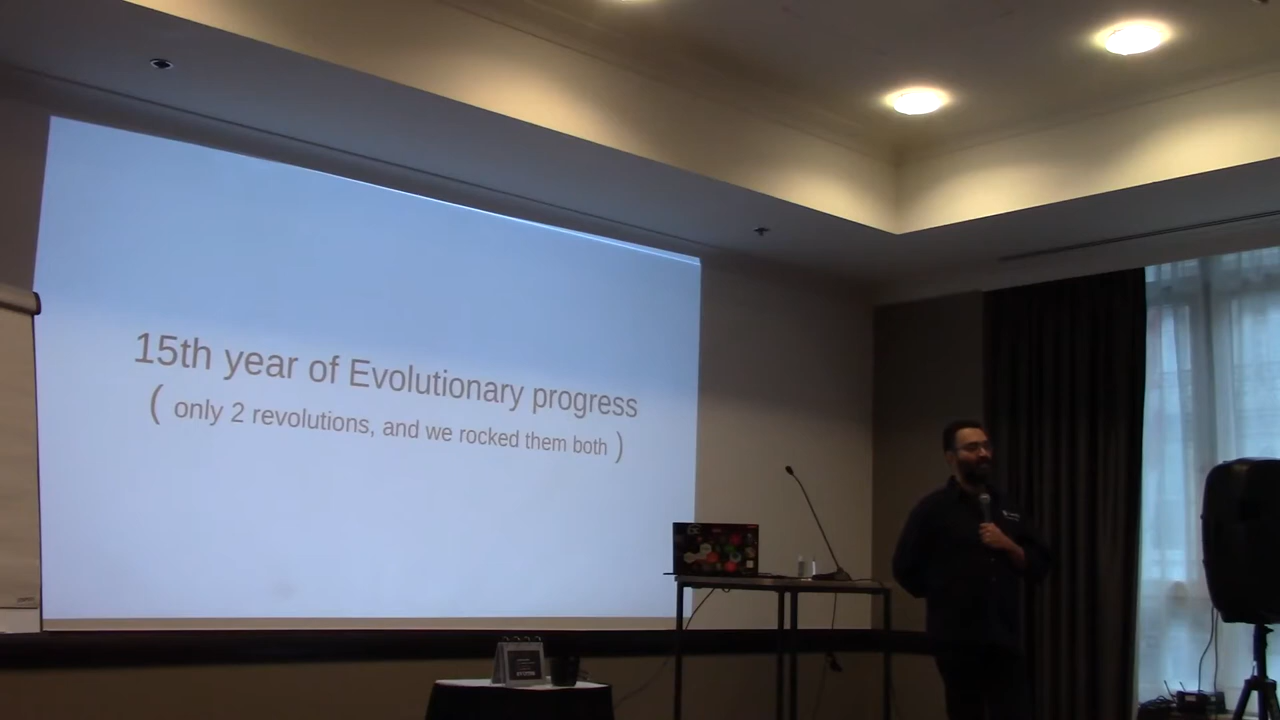 15th year of Evolutionary progress
( only 2 revolutions, and we rocked them both )